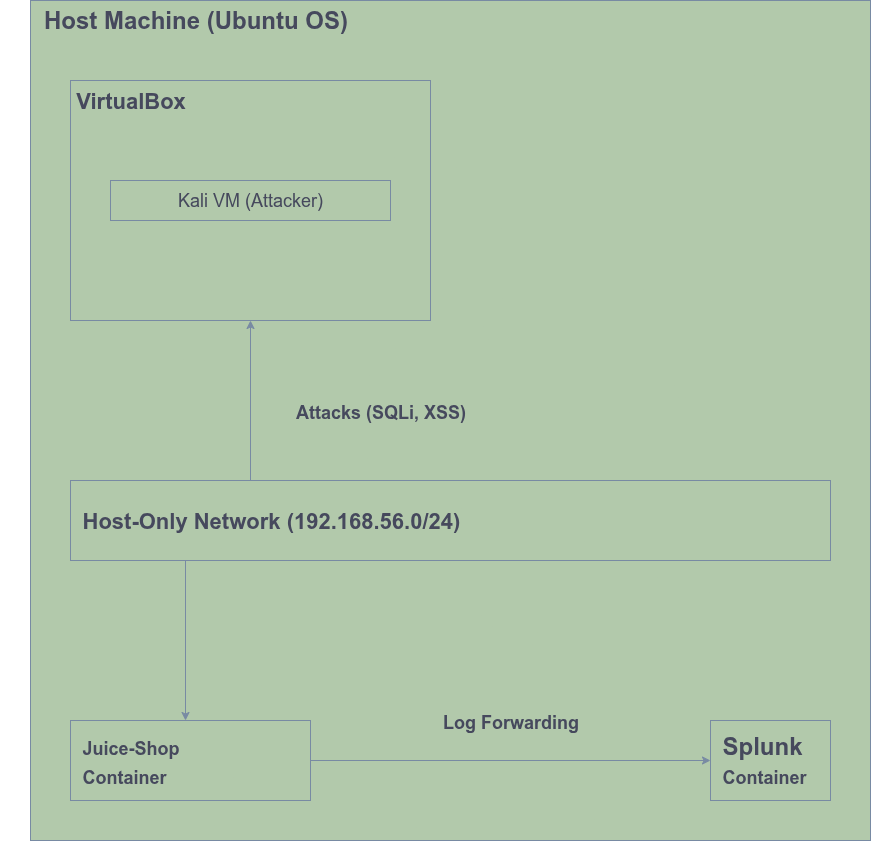 Host Machine (Ubuntu OS)
VirtualBox
Kali VM (Attacker)
Attacks (SQLi, XSS)
Host-Only Network (192.168.56.0/24)
Log Forwarding
Juice-Shop
Container
Splunk
Container